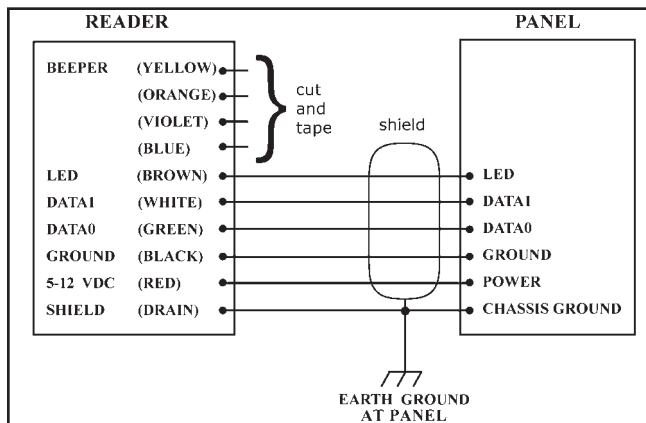 READER PANEL
BEEPER (YELLOW)
(ORANGE)
(VIOLET)
(BLUE)
cut
and
tape
shield
LED (BROWN) LED
DATA1 (WHITE) DATA1
DATA0 (GREEN) DATA0
GROUND (BLACK) GROUND
5-12 VDC (RED) POWER
SHIELD (DRAIN) CHASSIS GROUND
EARTH GROUND
AT PANEL